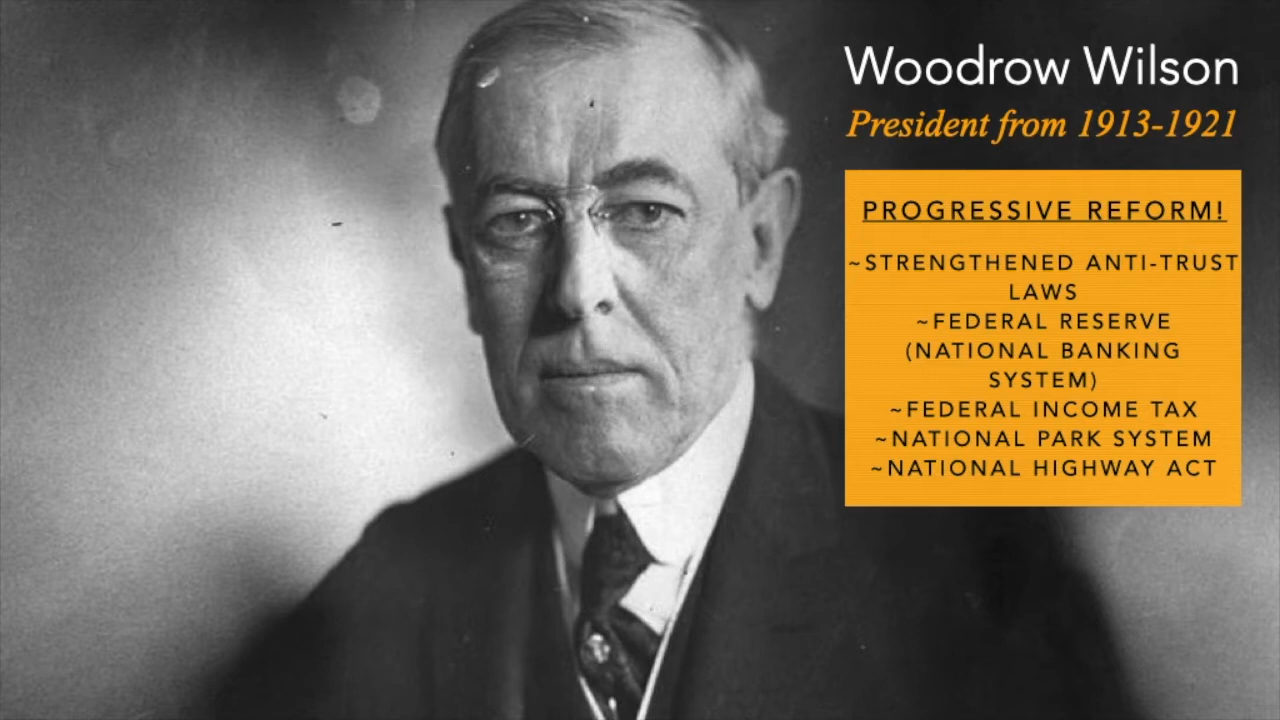 Woodrow Wilson
President from 1913-1921
PROGRESSIVE REFORM!
~STRENGTHENED ANTI-TRUST
LAWS
~FEDERAL RESERVE
(NATIONAL BANKING
SYSTEM)
~FEDERAL INCOME TAX
~NATIONAL PARK SYSTEM
~NATIONAL HIGHWAY ACT